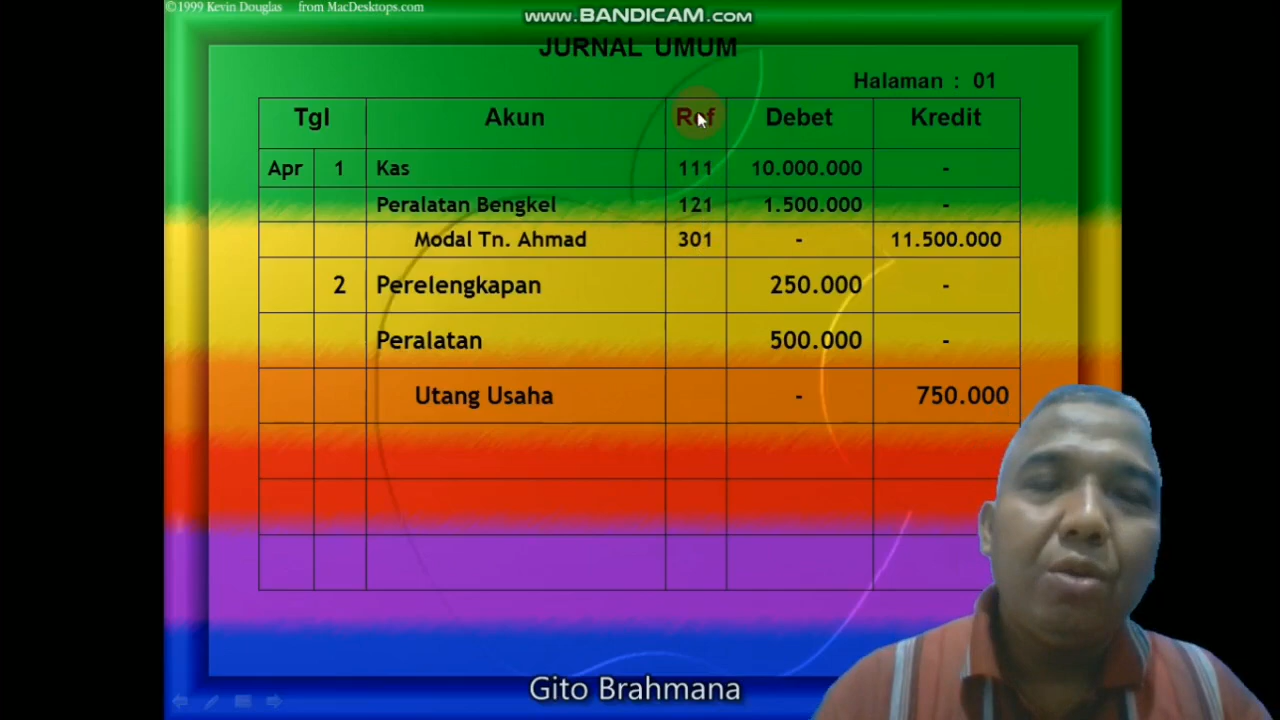 ©1999 Kevin Douglas from MacDesktops.com
www.BANDICAM.com
JURNAL UMUM
Halaman : 01
Tgl Akun Ref Debet Kredit
Apr 1 Kas 111 10.000.000 -
Peralatan Bengkel 121 1.500.000 -
Modal Tn. Ahmad 301 - 11.500.000
2 Perelengkapan 250.000 -
Peralatan 500.000 -
Utang Usaha - 750.000
Gito Brahmana